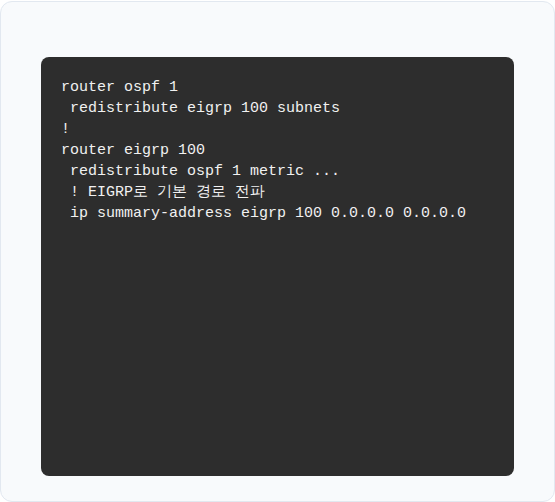 router ospf 1
 redistribute eigrp 100 subnets
!
router eigrp 100
 redistribute ospf 1 metric ...
 ! EIGRP로 기본 경로 전파
 ip summary-address eigrp 100 0.0.0.0 0.0.0.0